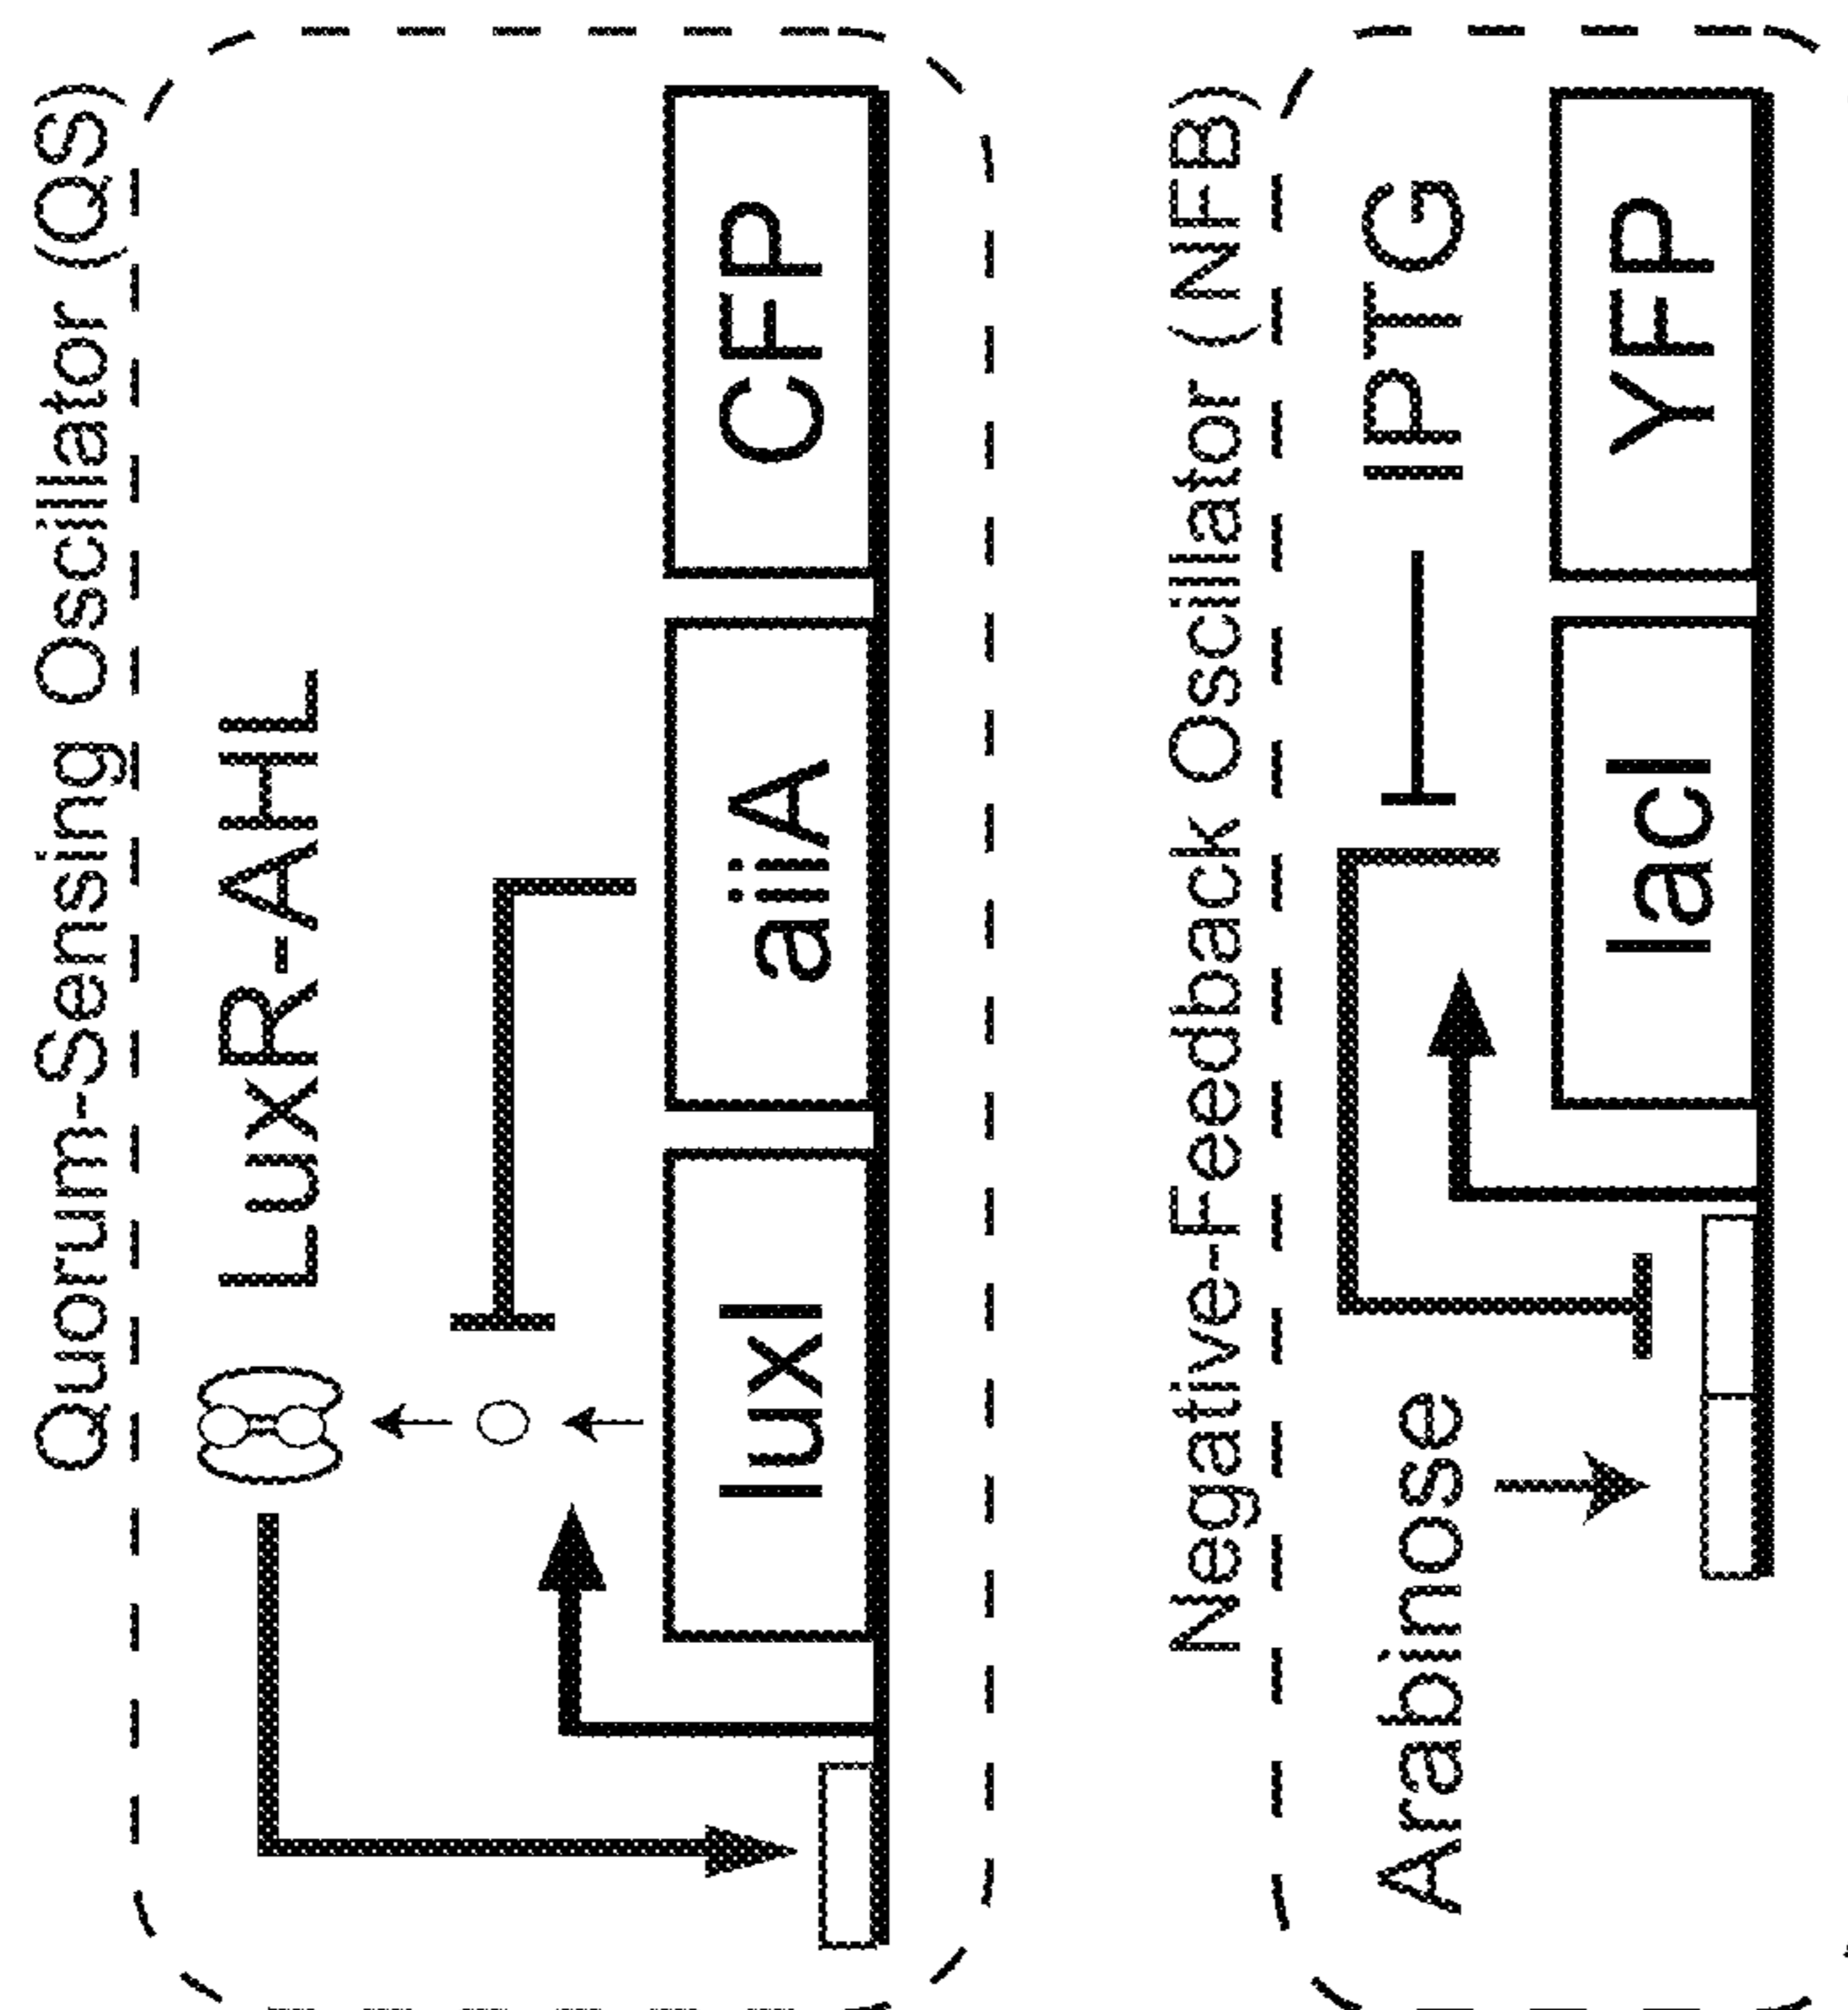 Quorum-Sensing Oscillator (QS)
LuxR-AHL
luxI
aiiA
CFP
Negative-Feedback Oscillator (NFB)
Arabinose
IPTG
lacI
YFP